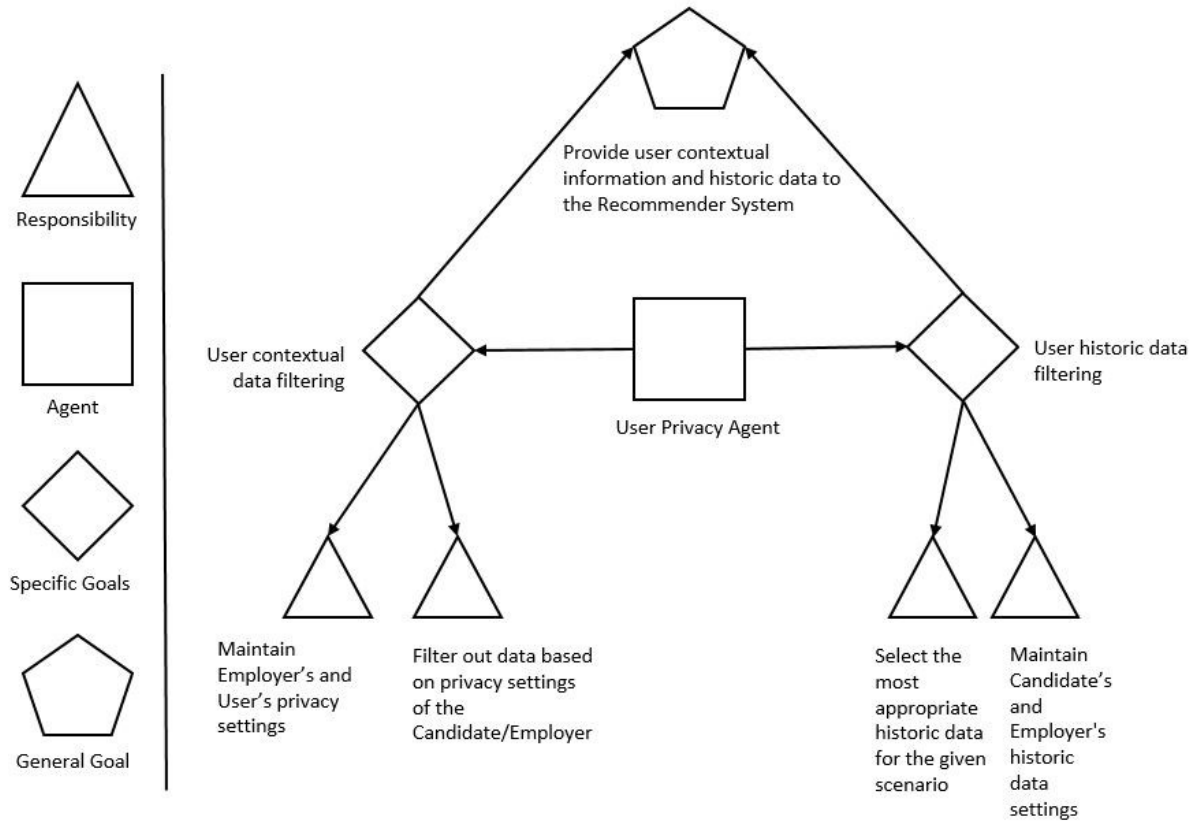 Responsibility
Agent
Specific Goals
General Goal
Provide user contextual
information and historic data to
the Recommender System
User contextual
data filtering
User Privacy Agent
User historic data
filtering
Maintain
Employer’s and
User’s privacy
settings
Filter out data based
on privacy settings
of the
Candidate/Employer
Select the
most
appropriate
historic data
for the given
scenario
Maintain
Candidate’s
and
Employer's
historic
data
settings